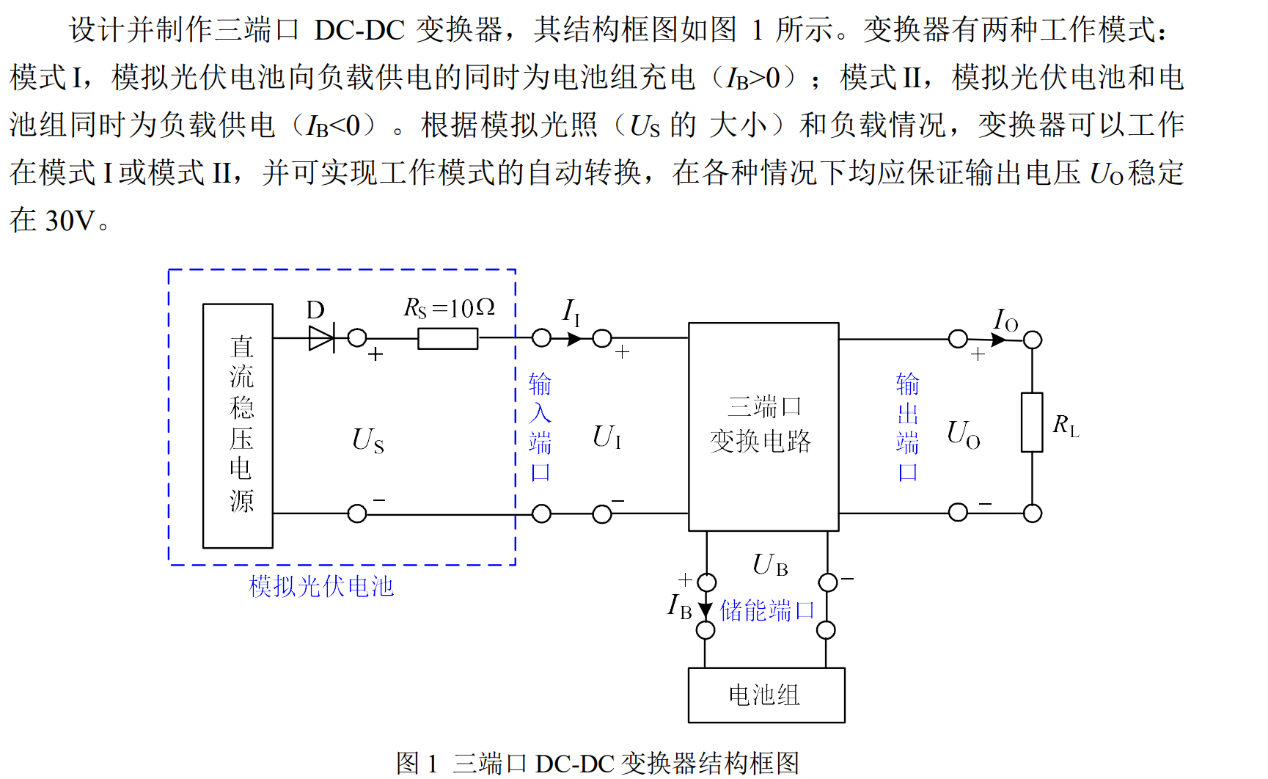 设计并制作三端口 DC-DC 变换器，其结构框图如图 1 所示。变换器有两种工作模式：
模式 I，模拟光伏电池向负载供电的同时为电池组充电（IB>0）；模式 II，模拟光伏电池和电
池组同时为负载供电（IB<0）。根据模拟光照（US 的 大小）和负载情况，变换器可以工作
在模式 I 或模式 II，并可实现工作模式的自动转换，在各种情况下均应保证输出电压 UO 稳定
在 30V。
直流稳压电源
D
+
US
−
RS=10Ω
模拟光伏电池
II
+
输入端口
UI
−
三端口
变换电路
输出端口
IO
+
UO
−
RL
+
UB
−
IB
储能端口
电池组
图 1 三端口 DC-DC 变换器结构框图